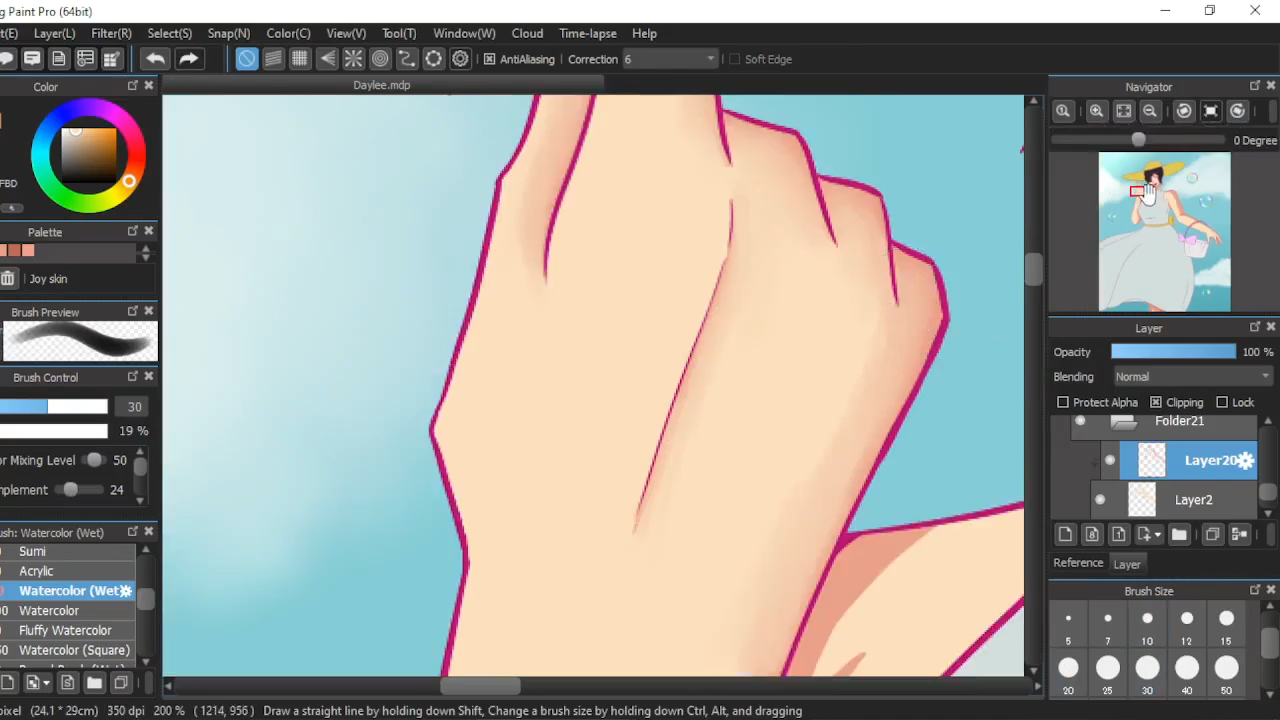 g Paint Pro (64bit)
t(E) Layer(L) Filter(R) Select(S) Snap(N) Color(C) View(V) Tool(T) Window(W) Cloud Time-lapse Help
AntiAliasing Correction 6 Soft Edge
Color
Daylee.mdp
Navigator
0 Degree
FBD
Palette
Joy skin
Brush Preview
Layer
Opacity 100 %
Blending Normal
Brush Control
Protect Alpha Clipping Lock
30
Folder21
19 %
or Mixing Level 50
Layer20
mplement 24
Layer2
ush: Watercolor (Wet)
Sumi
Acrylic
Watercolor (Wet
Watercolor
Fluffy Watercolor
Watercolor (Square)
Reference Layer
Brush Size
5 7 10 12 15
20 25 30 40 50
pixel (24.1 * 29cm) 350 dpi 200 % ( 1214, 956 ) Draw a straight line by holding down Shift, Change a brush size by holding down Ctrl, Alt, and dragging